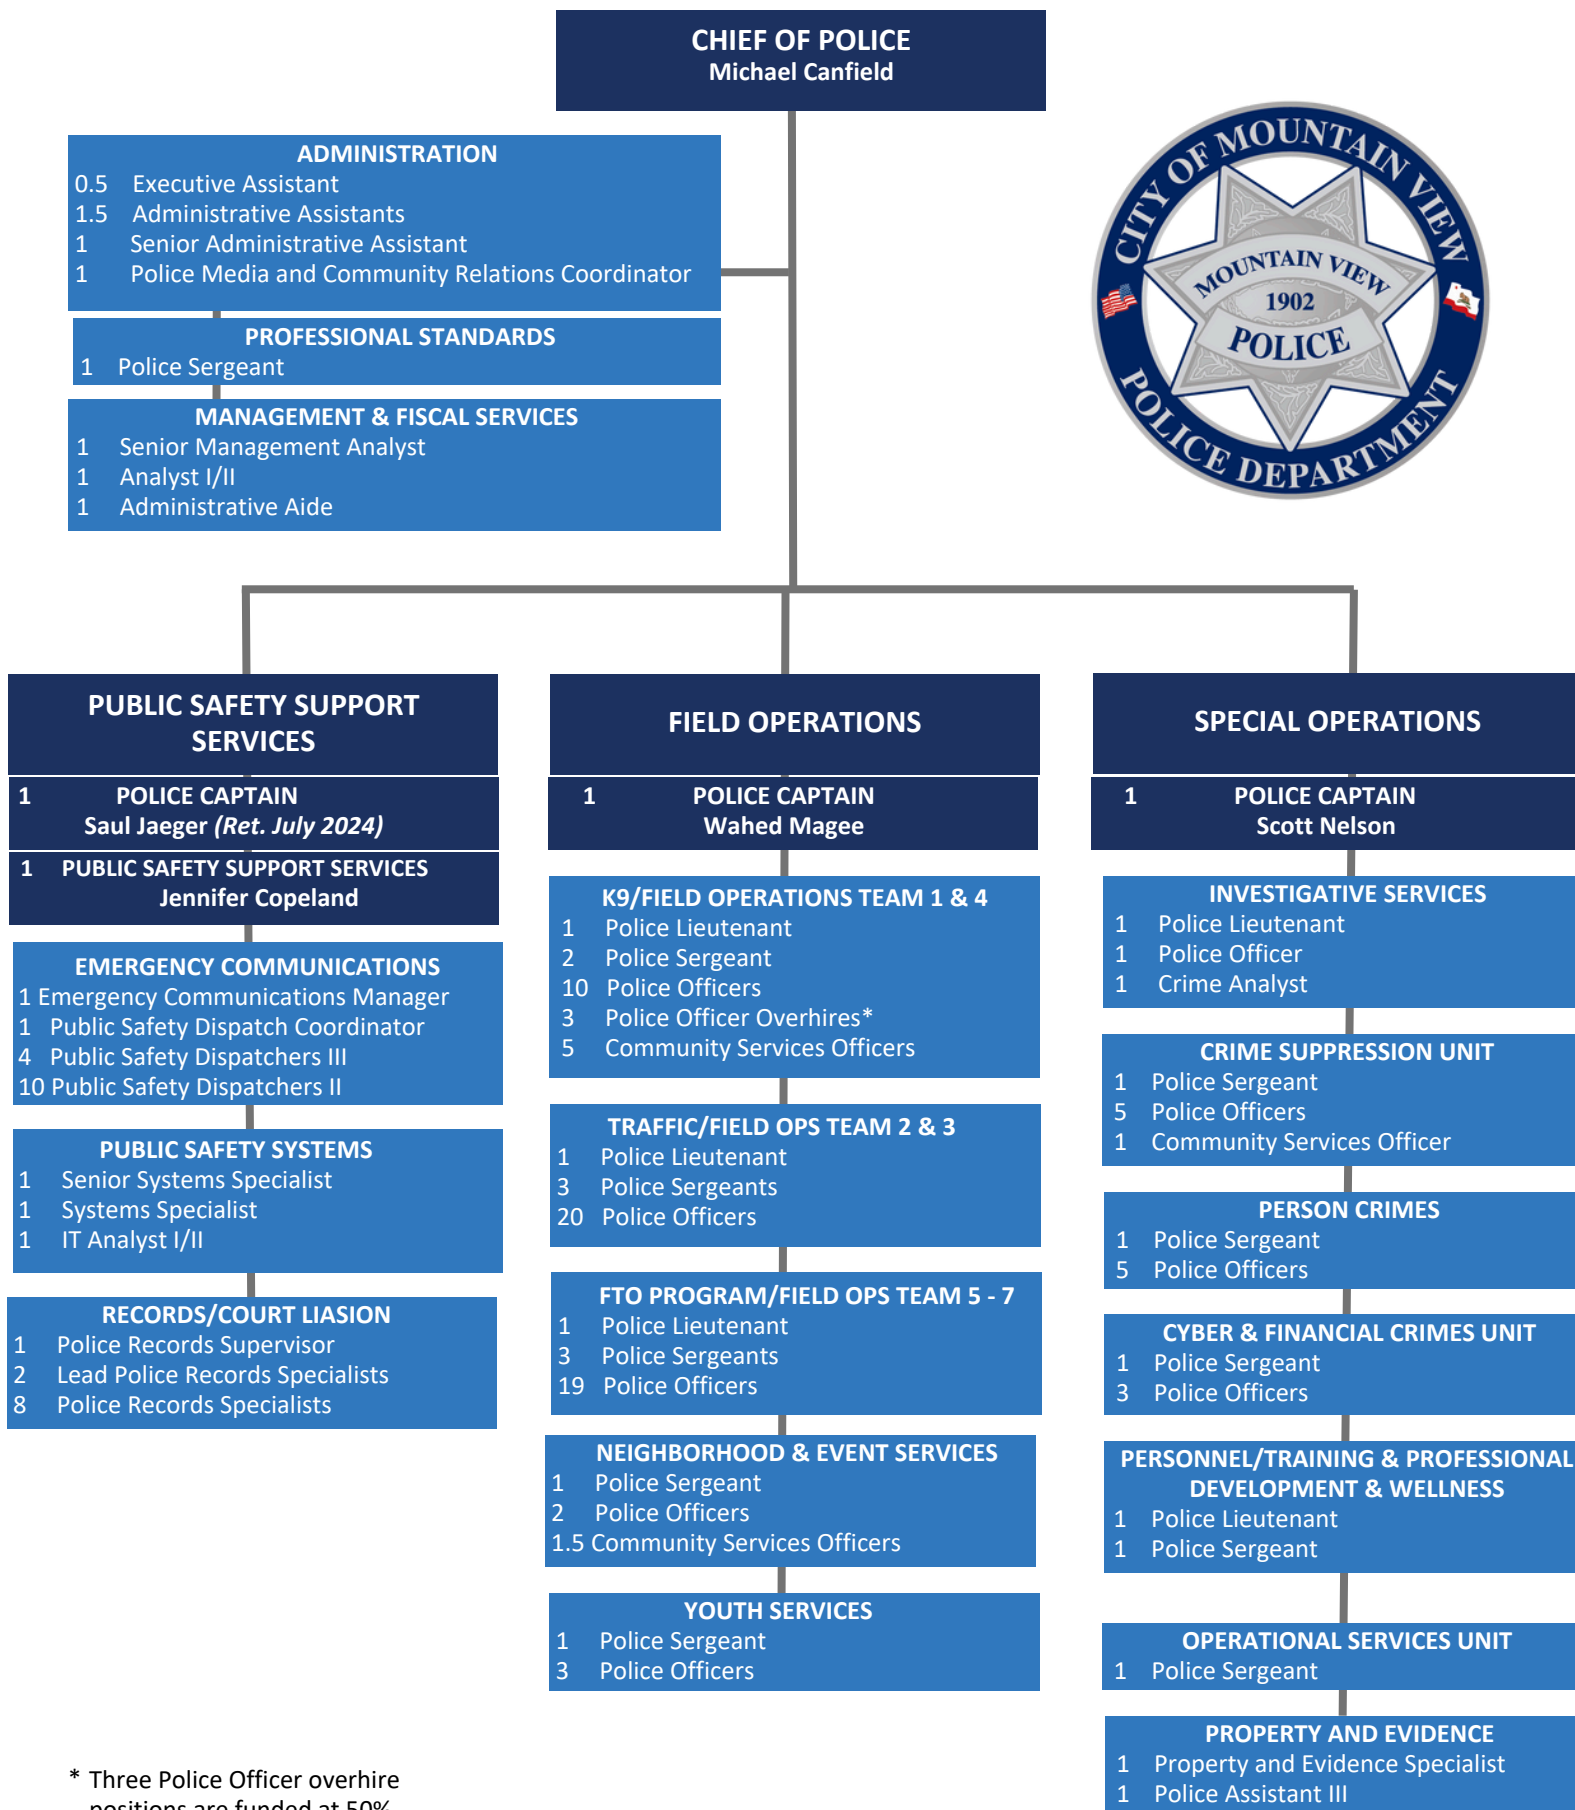 CHIEF OF POLICE
Michael Canfield
CITY OF MOUNTAIN VIEW
MOUNTAIN VIEW
1902
POLICE
POLICE DEPARTMENT
ADMINISTRATION
0.5 Executive Assistant
1.5 Administrative Assistants
1 Senior Administrative Assistant
1 Police Media and Community Relations Coordinator
PROFESSIONAL STANDARDS
1 Police Sergeant
MANAGEMENT & FISCAL SERVICES
1 Senior Management Analyst
1 Analyst I/II
1 Administrative Aide
PUBLIC SAFETY SUPPORT
SERVICES
1 POLICE CAPTAIN
Saul Jaeger (Ret. July 2024)
1 PUBLIC SAFETY SUPPORT SERVICES
Jennifer Copeland
EMERGENCY COMMUNICATIONS
1 Emergency Communications Manager
1 Public Safety Dispatch Coordinator
4 Public Safety Dispatchers III
10 Public Safety Dispatchers II
PUBLIC SAFETY SYSTEMS
1 Senior Systems Specialist
1 Systems Specialist
1 IT Analyst I/II
RECORDS/COURT LIASION
1 Police Records Supervisor
2 Lead Police Records Specialists
8 Police Records Specialists
FIELD OPERATIONS
1 POLICE CAPTAIN
Wahed Magee
K9/FIELD OPERATIONS TEAM 1 & 4
1 Police Lieutenant
2 Police Sergeant
10 Police Officers
3 Police Officer Overhires*
5 Community Services Officers
TRAFFIC/FIELD OPS TEAM 2 & 3
1 Police Lieutenant
3 Police Sergeants
20 Police Officers
FTO PROGRAM/FIELD OPS TEAM 5 - 7
1 Police Lieutenant
3 Police Sergeants
19 Police Officers
NEIGHBORHOOD & EVENT SERVICES
1 Police Sergeant
2 Police Officers
1.5 Community Services Officers
YOUTH SERVICES
1 Police Sergeant
3 Police Officers
SPECIAL OPERATIONS
1 POLICE CAPTAIN
Scott Nelson
INVESTIGATIVE SERVICES
1 Police Lieutenant
1 Police Officer
1 Crime Analyst
CRIME SUPPRESSION UNIT
1 Police Sergeant
5 Police Officers
1 Community Services Officer
PERSON CRIMES
1 Police Sergeant
5 Police Officers
CYBER & FINANCIAL CRIMES UNIT
1 Police Sergeant
3 Police Officers
PERSONNEL/TRAINING & PROFESSIONAL
DEVELOPMENT & WELLNESS
1 Police Lieutenant
1 Police Sergeant
OPERATIONAL SERVICES UNIT
1 Police Sergeant
PROPERTY AND EVIDENCE
1 Property and Evidence Specialist
1 Police Assistant III
* Three Police Officer overhire
positions are funded at 50%